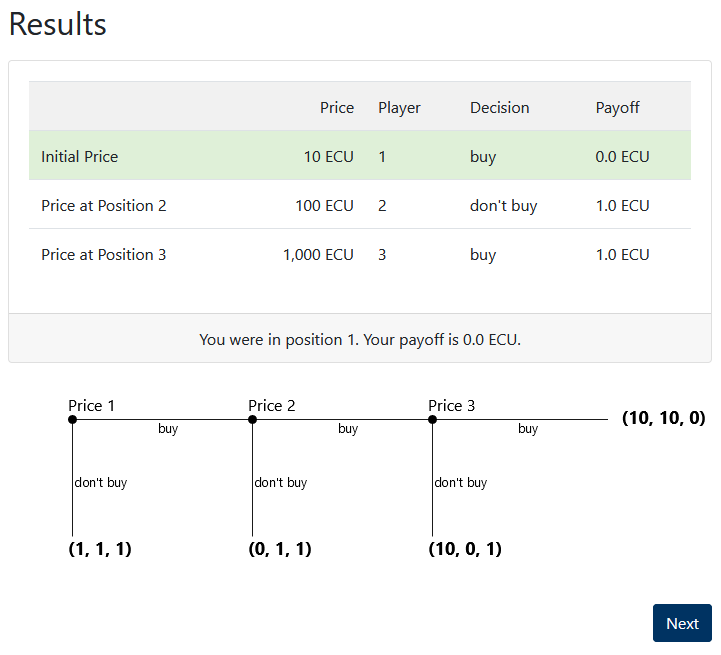 Results
Price Player Decision Payoff
Initial Price 10 ECU 1 buy 0.0 ECU
Price at Position 2 100 ECU 2 don't buy 1.0 ECU
Price at Position 3 1,000 ECU 3 buy 1.0 ECU
You were in position 1. Your payoff is 0.0 ECU.
Price 1 Price 2 Price 3
(10, 10, 0)
buy buy buy
don't buy don't buy don't buy
(1, 1, 1) (0, 1, 1) (10, 0, 1)
Next